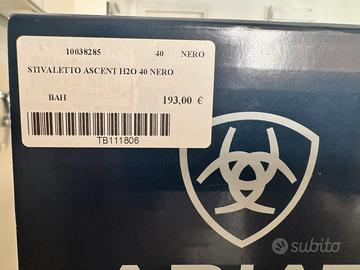 10038285 40 NERO
STIVALETTO ASCENT H2O 40 NERO
BAH 193,00 €
TB111806
subito